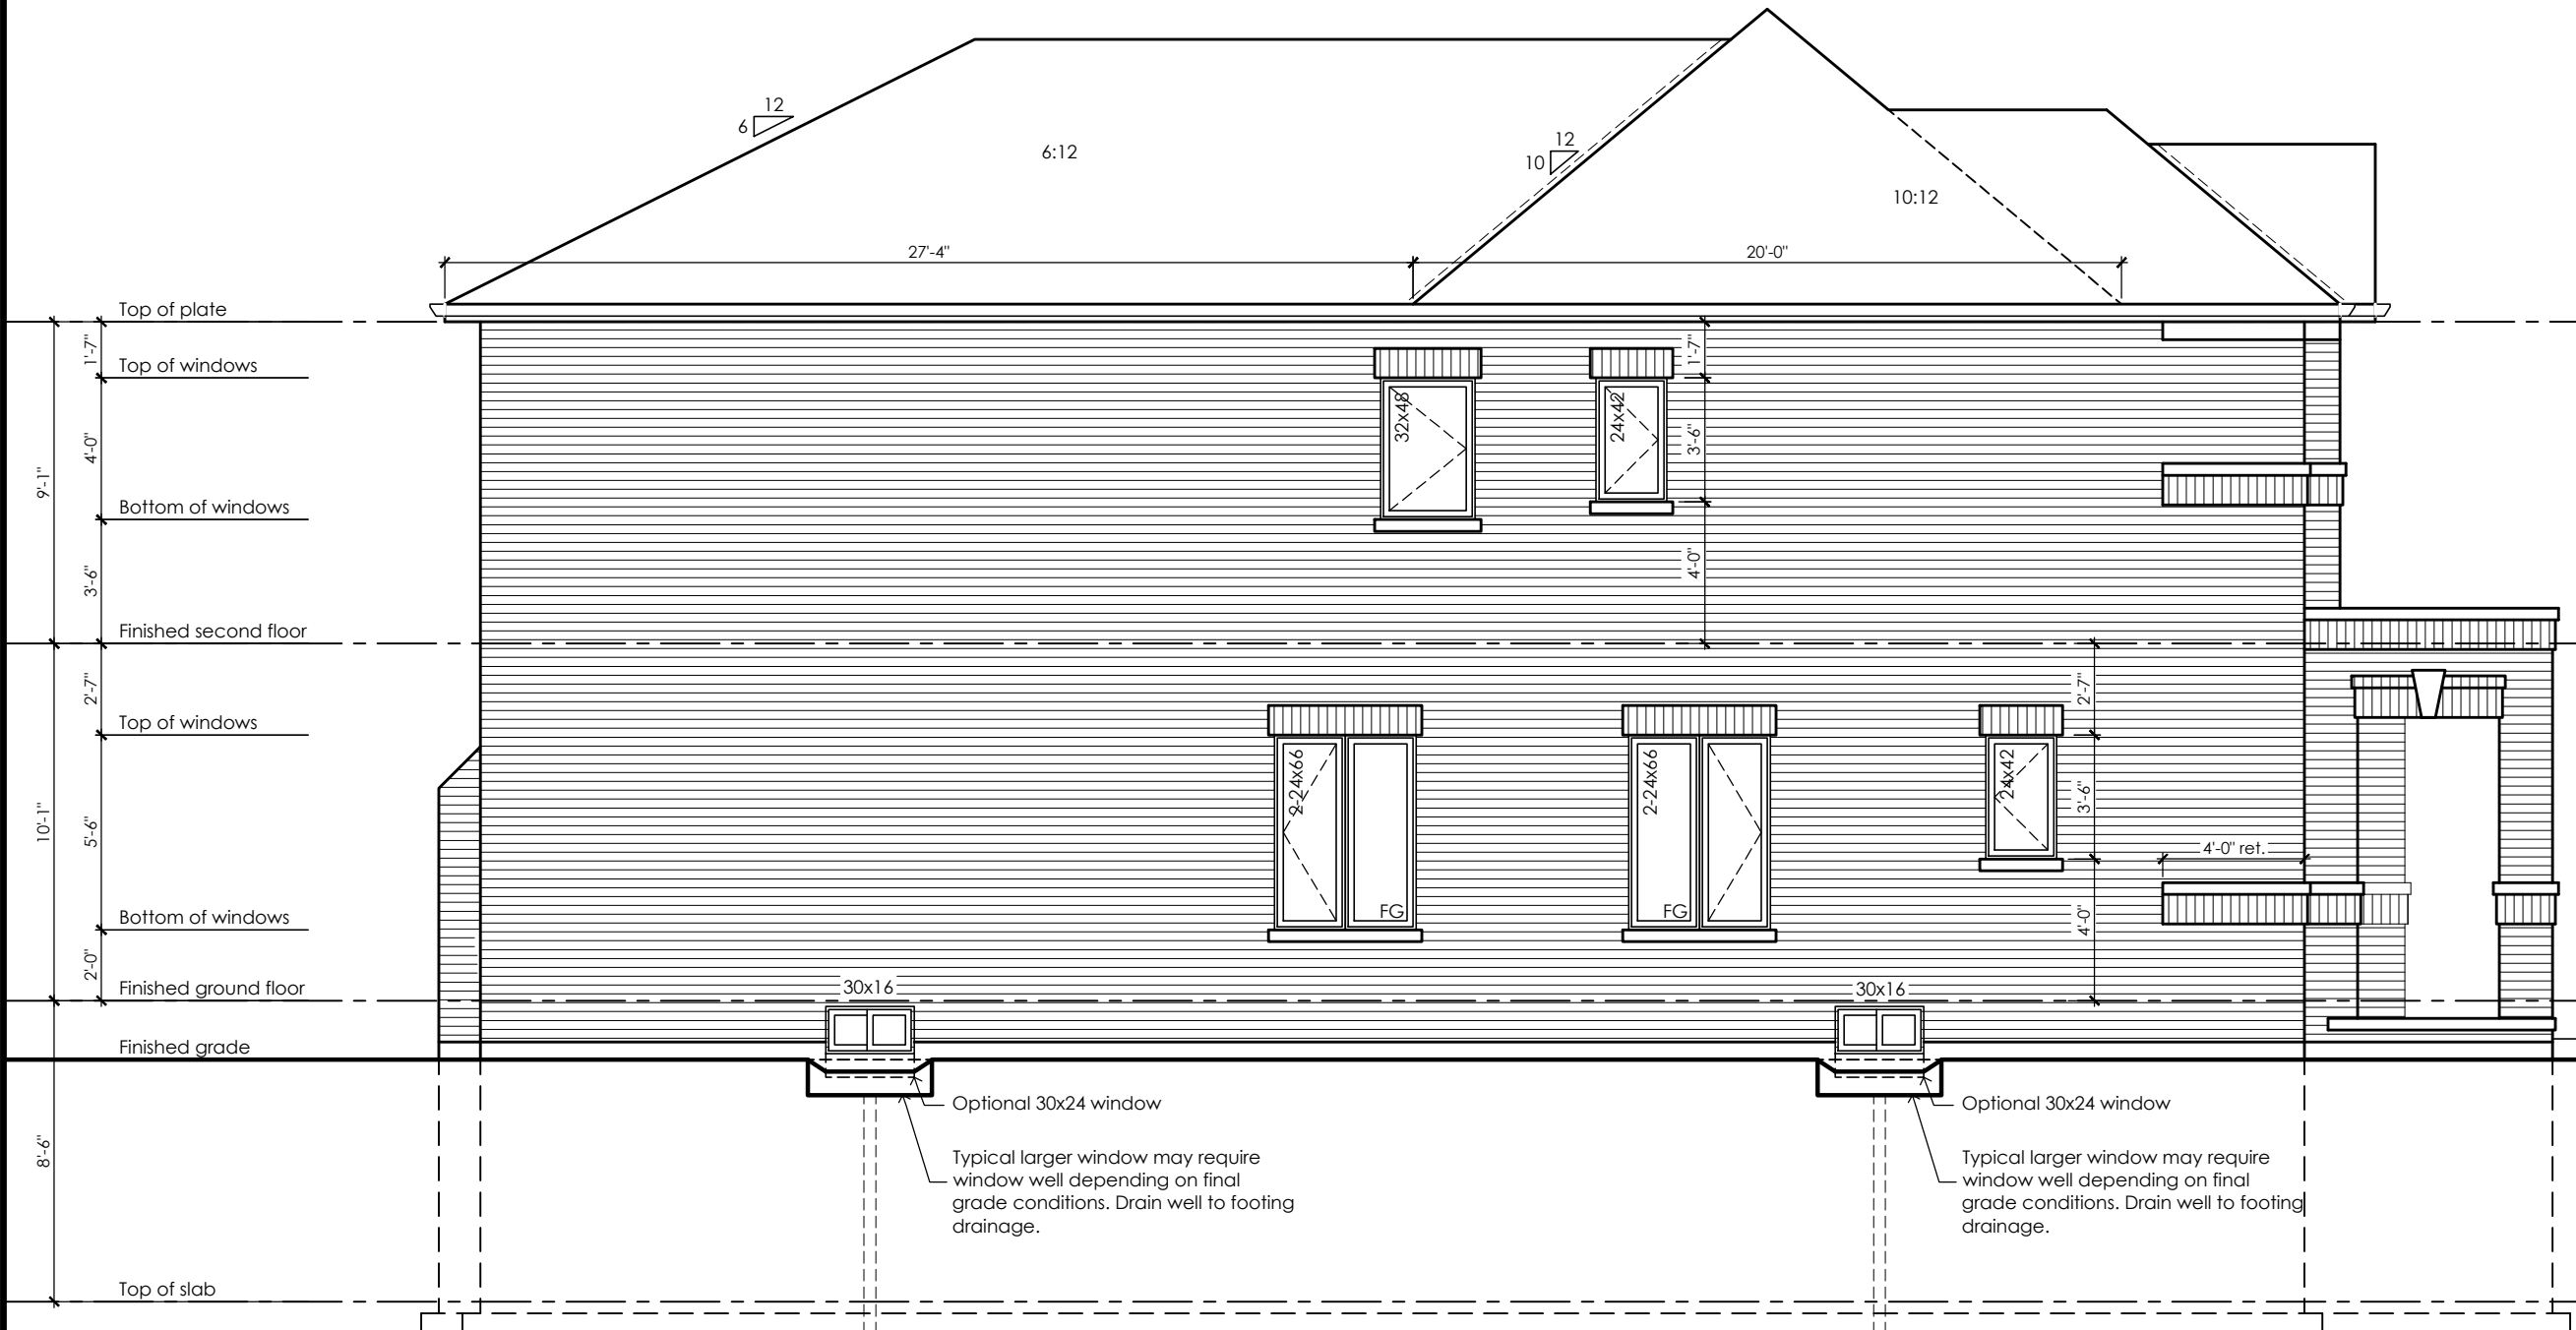 12
6
6:12
12
10
10:12
27'-4"
20'-0"
Top of plate
1'-7"
Top of windows
4'-0"
9'-1"
Bottom of windows
3'-6"
Finished second floor
2'-7"
Top of windows
10'-1"
5'-6"
Bottom of windows
2'-0"
Finished ground floor
Finished grade
8'-6"
Top of slab
32x48
24x42
1'-7"
3'-6"
4'-0"
2-24x66
FG
2-24x66
FG
24x42
2'-7"
3'-6"
4'-0"
4'-0" ret.
30x16
30x16
Optional 30x24 window
Typical larger window may require
window well depending on final
grade conditions. Drain well to footing
drainage.
Optional 30x24 window
Typical larger window may require
window well depending on final
grade conditions. Drain well to footing
drainage.